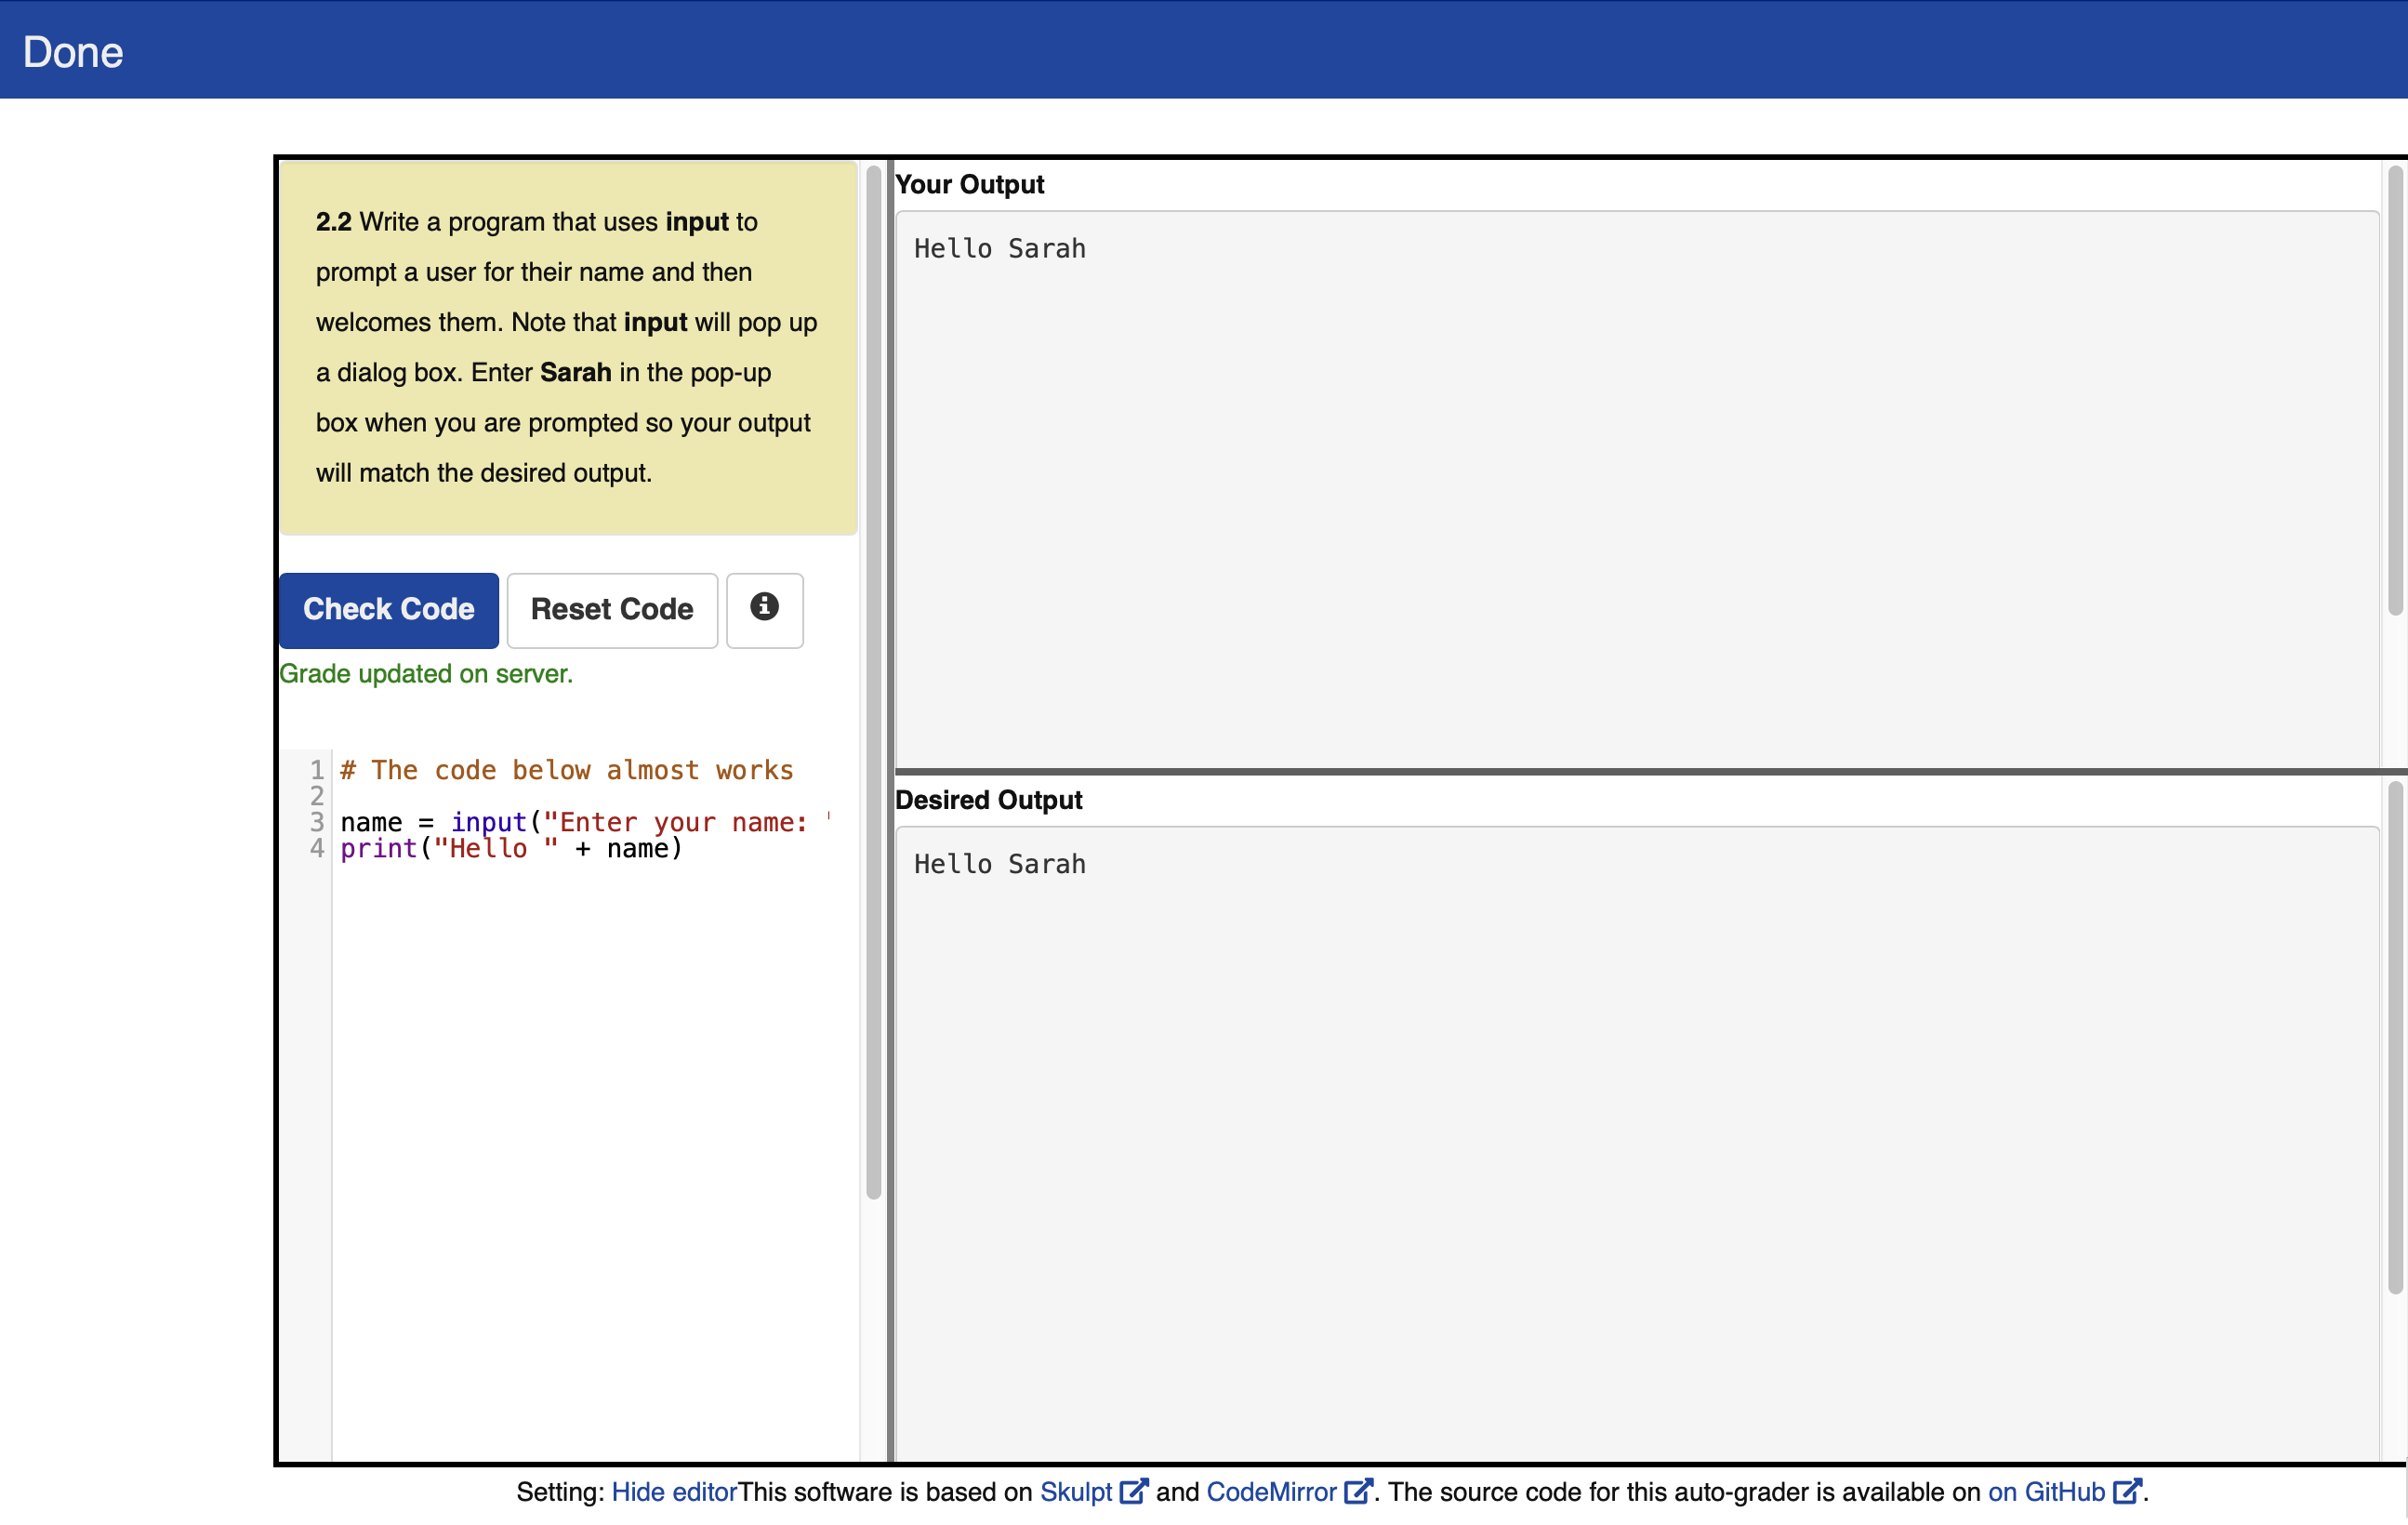 Done
2.2 Write a program that uses input to
prompt a user for their name and then
welcomes them. Note that input will pop up
a dialog box. Enter Sarah in the pop-up
box when you are prompted so your output
will match the desired output.
Check Code Reset Code
Grade updated on server.
1 # The code below almost works
2
3 name = input("Enter your name: "
4 print("Hello " + name)
Your Output
Hello Sarah
Desired Output
Hello Sarah
Setting: Hide editorThis software is based on Skulpt and CodeMirror. The source code for this auto-grader is available on on GitHub.